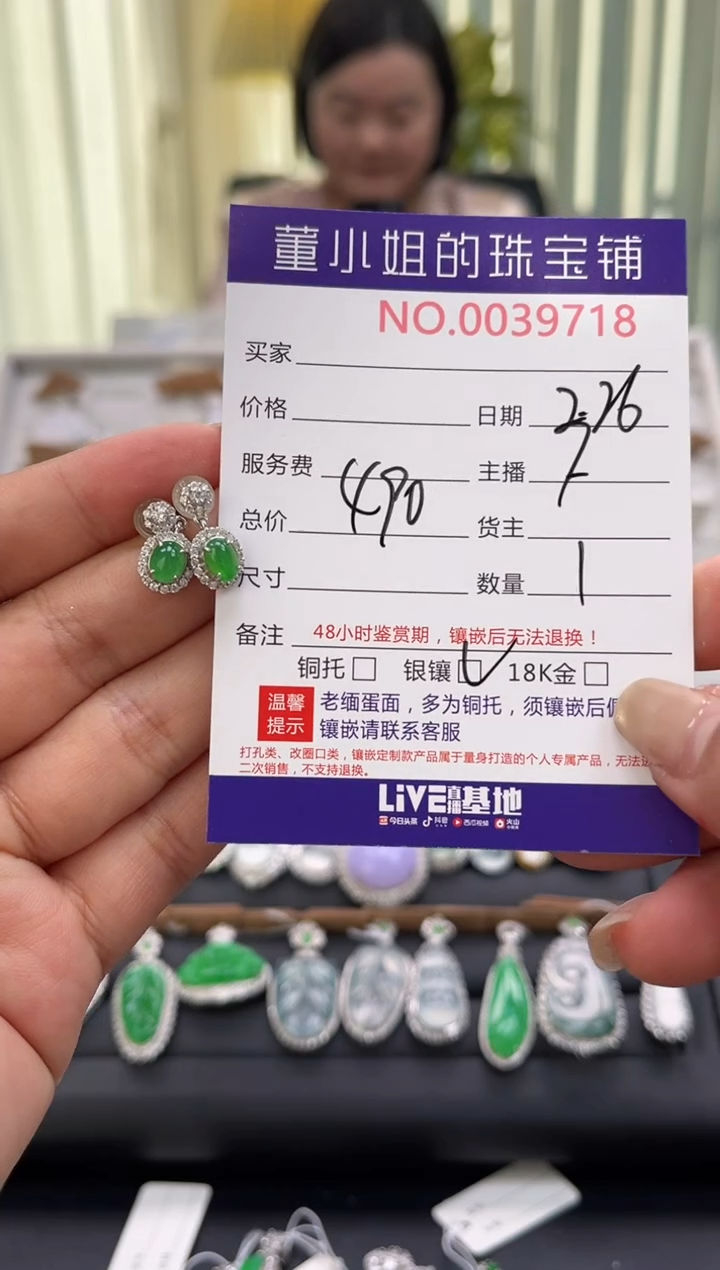 董小姐的珠宝铺
NO.0039718
买家
价格 日期 2.26
服务费 主播
总价 490 货主
尺寸 数量 1
备注 48小时鉴赏期，镶嵌后无法退换！
铜托 银镶 18K金
温馨提示 老缅蛋面，多为铜托，须镶嵌后
镶嵌请联系客服
打孔类、改圈口类，镶嵌定制款产品属于量身打造的个人专属产品，无法
二次销售，不支持退换。
LiVE直播基地
今日头条 抖音 西瓜视频 火山